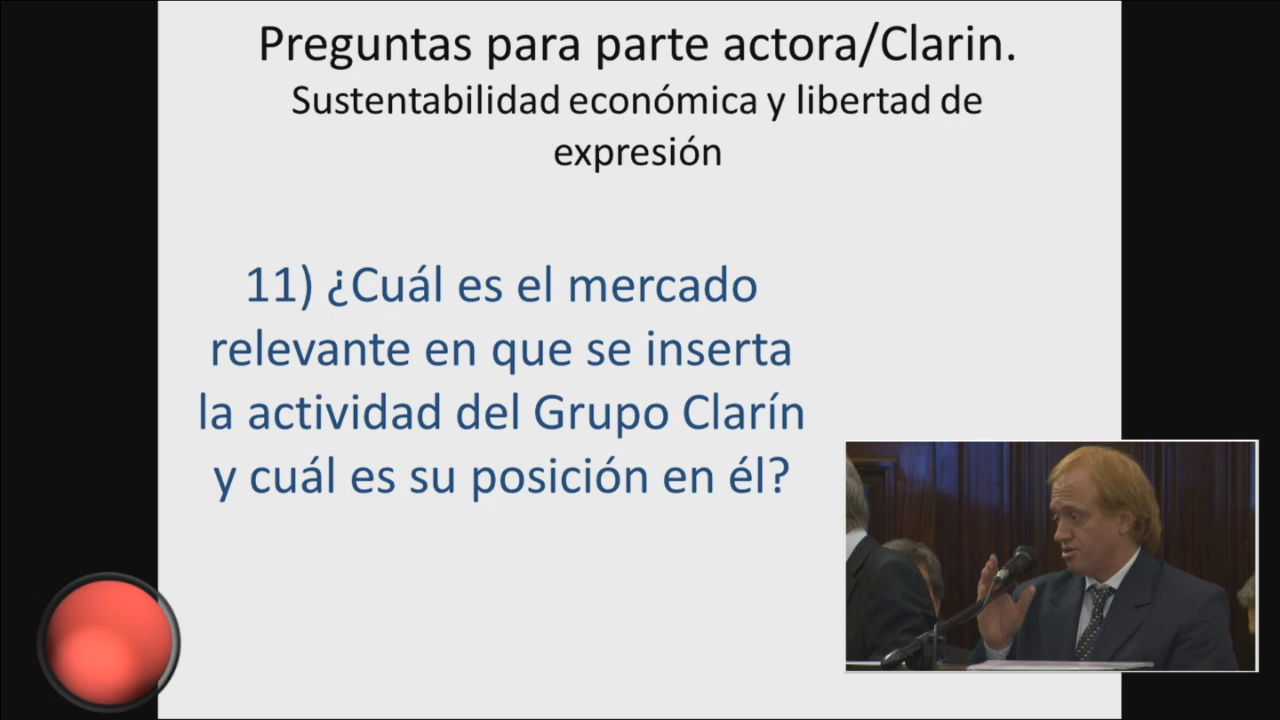 Preguntas para parte actora/Clarin.
Sustentabilidad económica y libertad de
expresión
11) ¿Cuál es el mercado
relevante en que se inserta
la actividad del Grupo Clarín
y cuál es su posición en él?